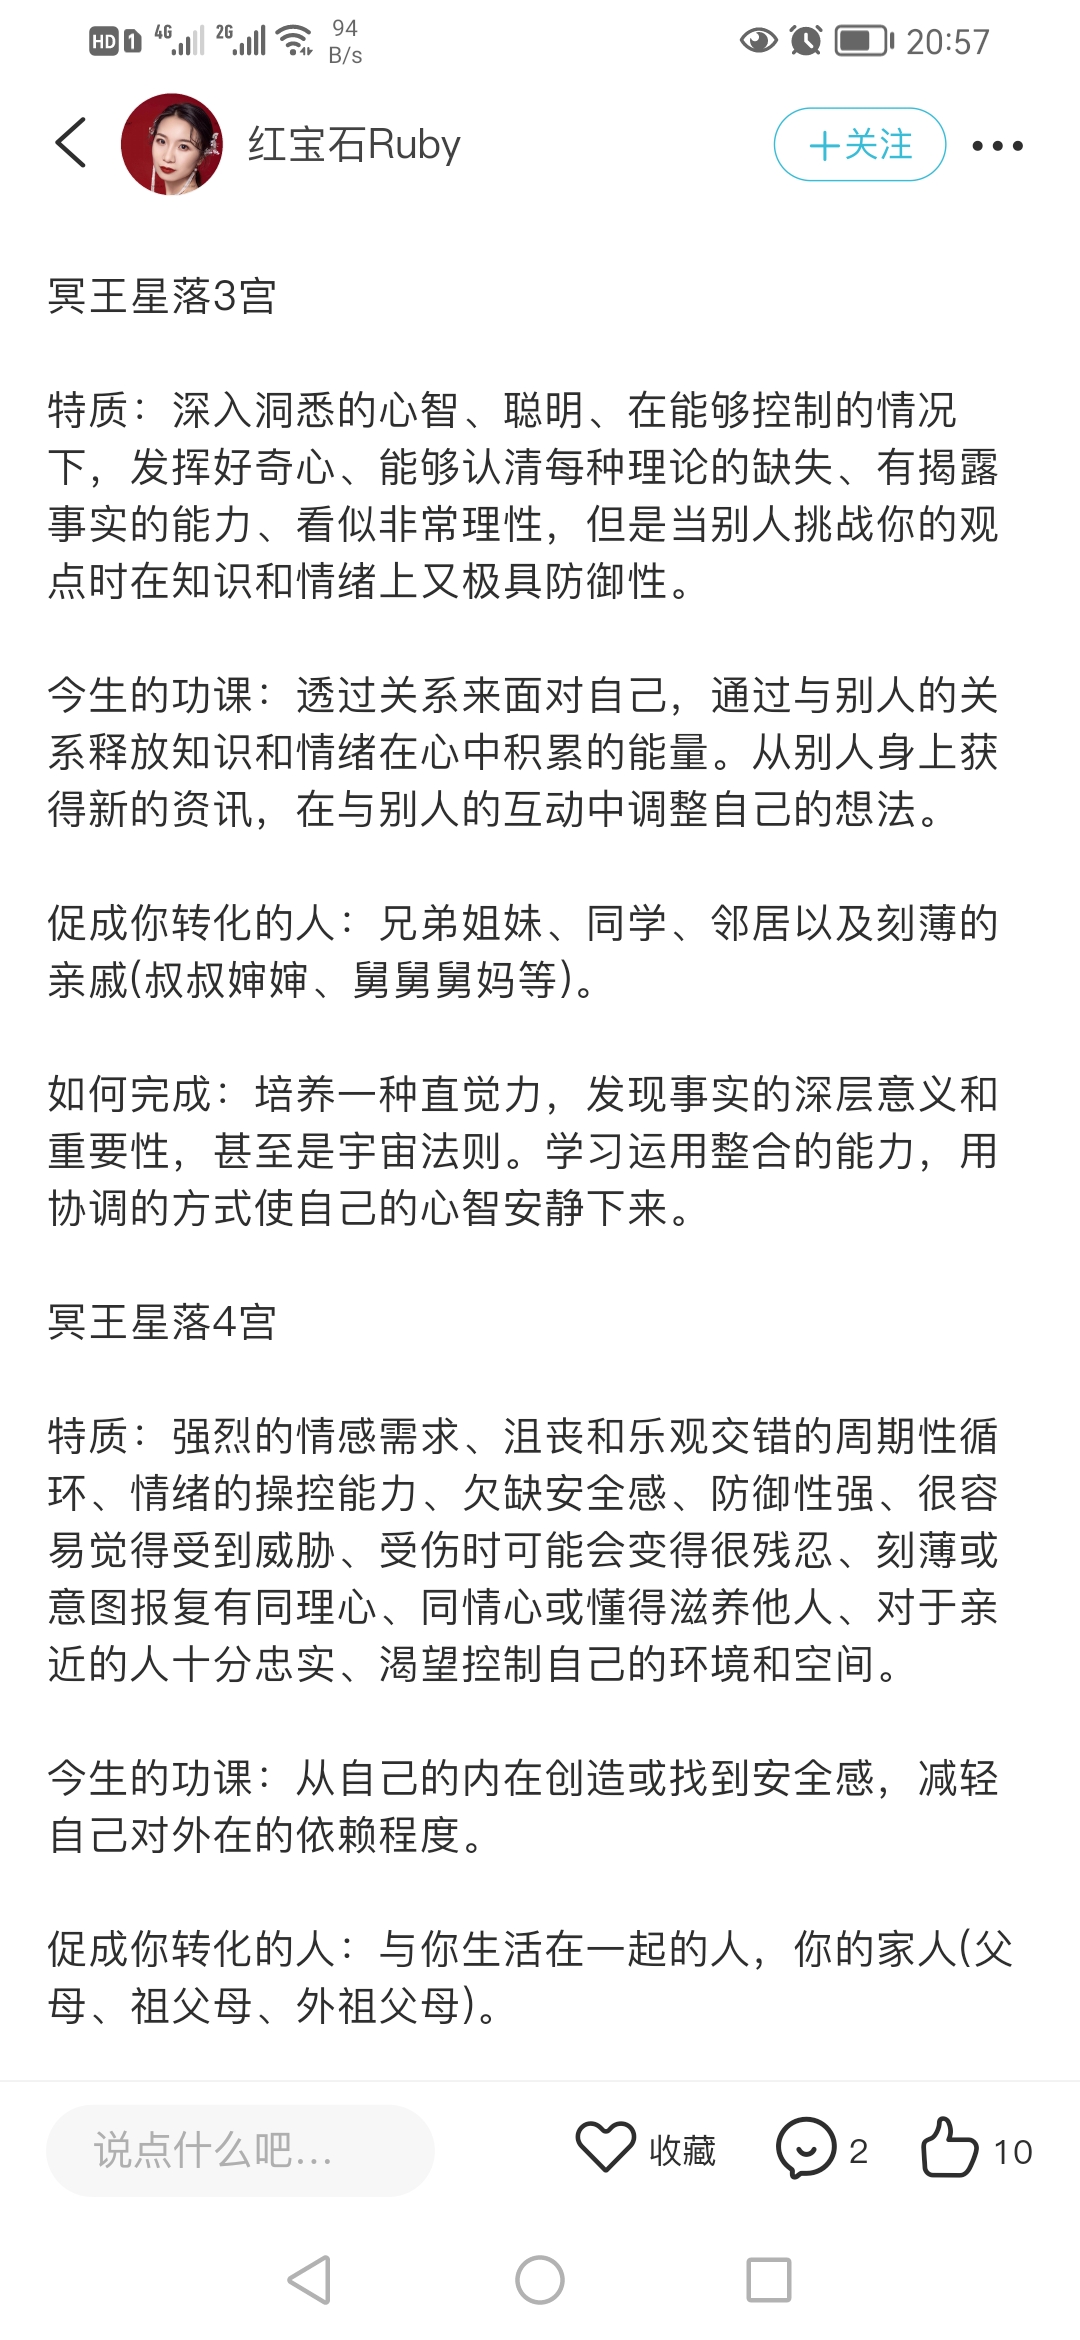 HD 1 4G 2G 94 B/s 20:57
红宝石Ruby
+关注
冥王星落3宫
特质：深入洞悉的心智、聪明、在能够控制的情况
下，发挥好奇心、能够认清每种理论的缺失、有揭露
事实的能力、看似非常理性，但是当别人挑战你的观
点时在知识和情绪上又极具防御性。
今生的功课：透过关系来面对自己，通过与别人的关
系释放知识和情绪在心中积累的能量。从别人身上获
得新的资讯，在与别人的互动中调整自己的想法。
促成你转化的人：兄弟姐妹、同学、邻居以及刻薄的
亲戚(叔叔婶婶、舅舅舅妈等)。
如何完成：培养一种直觉力，发现事实的深层意义和
重要性，甚至是宇宙法则。学习运用整合的能力，用
协调的方式使自己的心智安静下来。
冥王星落4宫
特质：强烈的情感需求、沮丧和乐观交错的周期性循
环、情绪的操控能力、欠缺安全感、防御性强、很容
易觉得受到威胁、受伤时可能会变得很残忍、刻薄或
意图报复有同理心、同情心或懂得滋养他人、对于亲
近的人十分忠实、渴望控制自己的环境和空间。
今生的功课：从自己的内在创造或找到安全感，减轻
自己对外在的依赖程度。
促成你转化的人：与你生活在一起的人，你的家人(父
母、祖父母、外祖父母)。
说点什么吧...
收藏
2
10